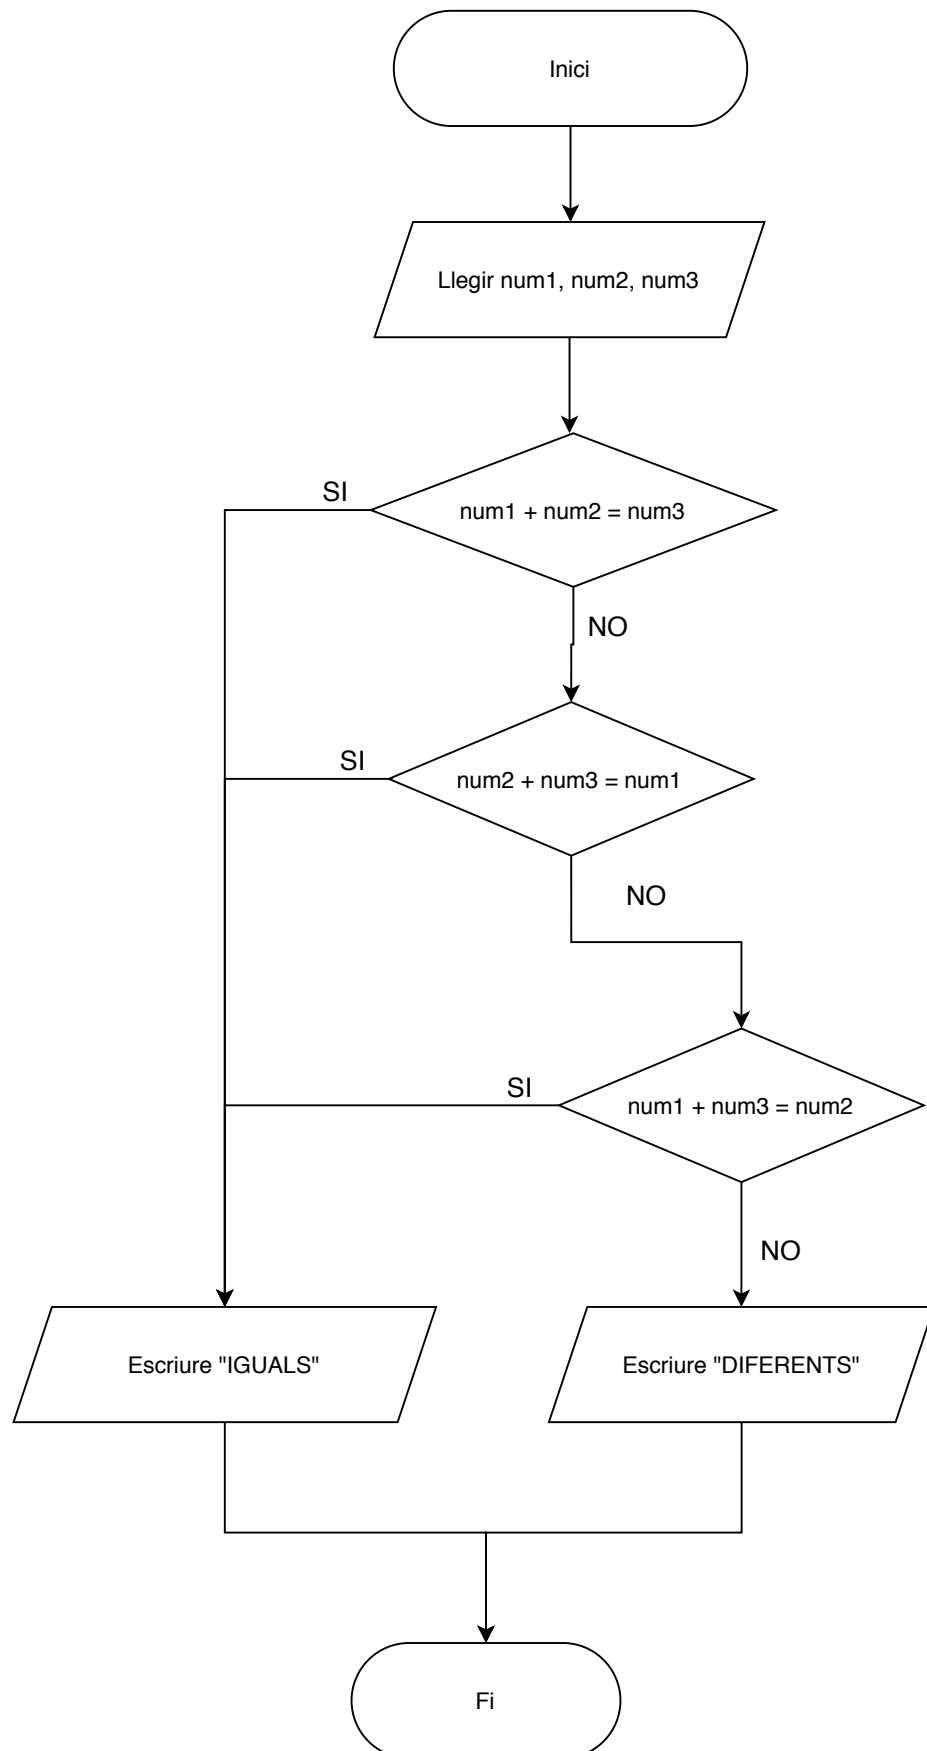 Inici
Llegir num1, num2, num3
SI
num1 + num2 = num3
NO
SI
num2 + num3 = num1
NO
SI
num1 + num3 = num2
NO
Escriure "IGUALS"
Escriure "DIFERENTS"
Fi